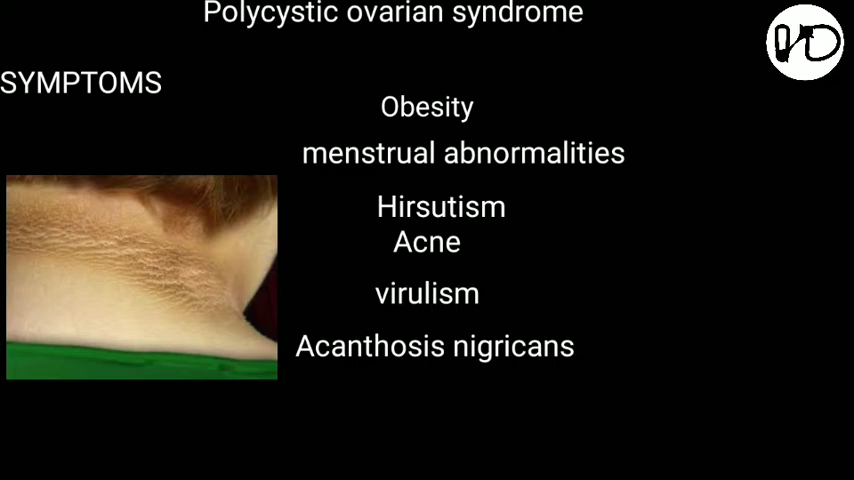 Polycystic ovarian syndrome
SYMPTOMS
Obesity
menstrual abnormalities
Hirsutism
Acne
virulism
Acanthosis nigricans